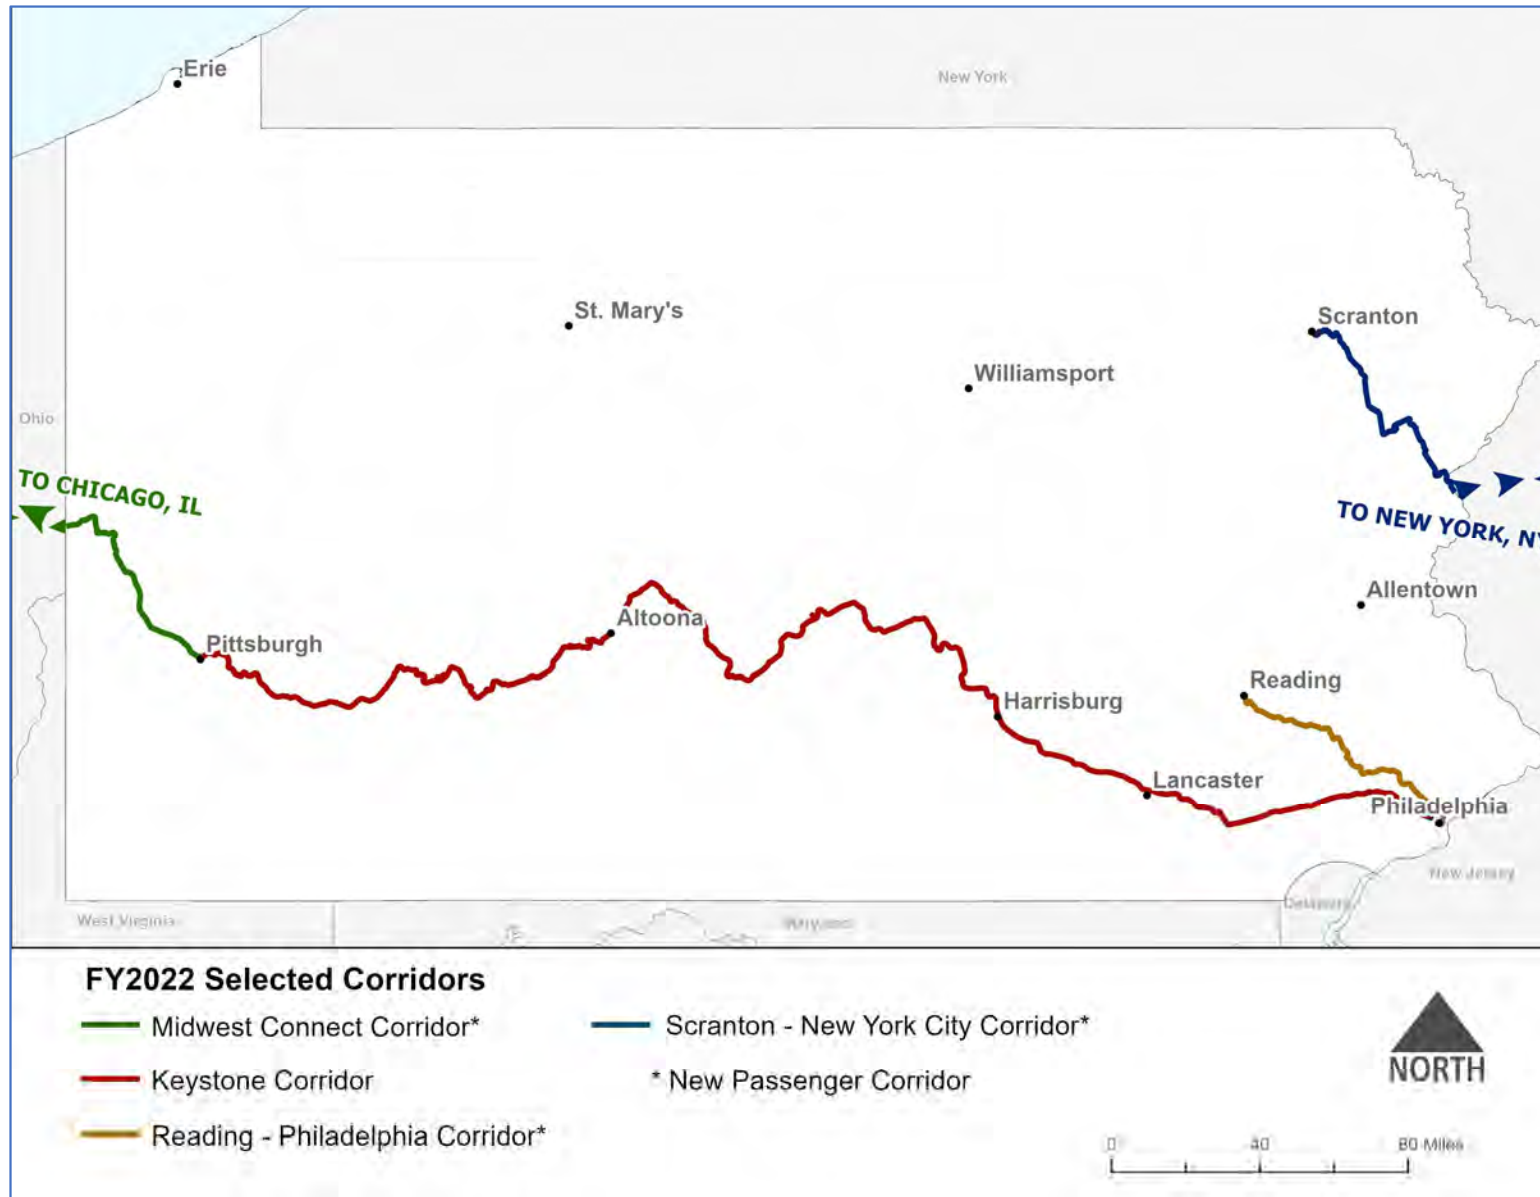 Erie
New York
St. Mary's
Scranton
Williamsport
Ohio
TO CHICAGO, IL
TO NEW YORK, NY
Allentown
Altoona
Pittsburgh
Reading
Harrisburg
Lancaster
Philadelphia
New Jersey
Delaware
West Virginia
Maryland
FY2022 Selected Corridors
Midwest Connect Corridor*
Scranton - New York City Corridor*
Keystone Corridor
* New Passenger Corridor
Reading - Philadelphia Corridor*
NORTH
0 40 80 Miles